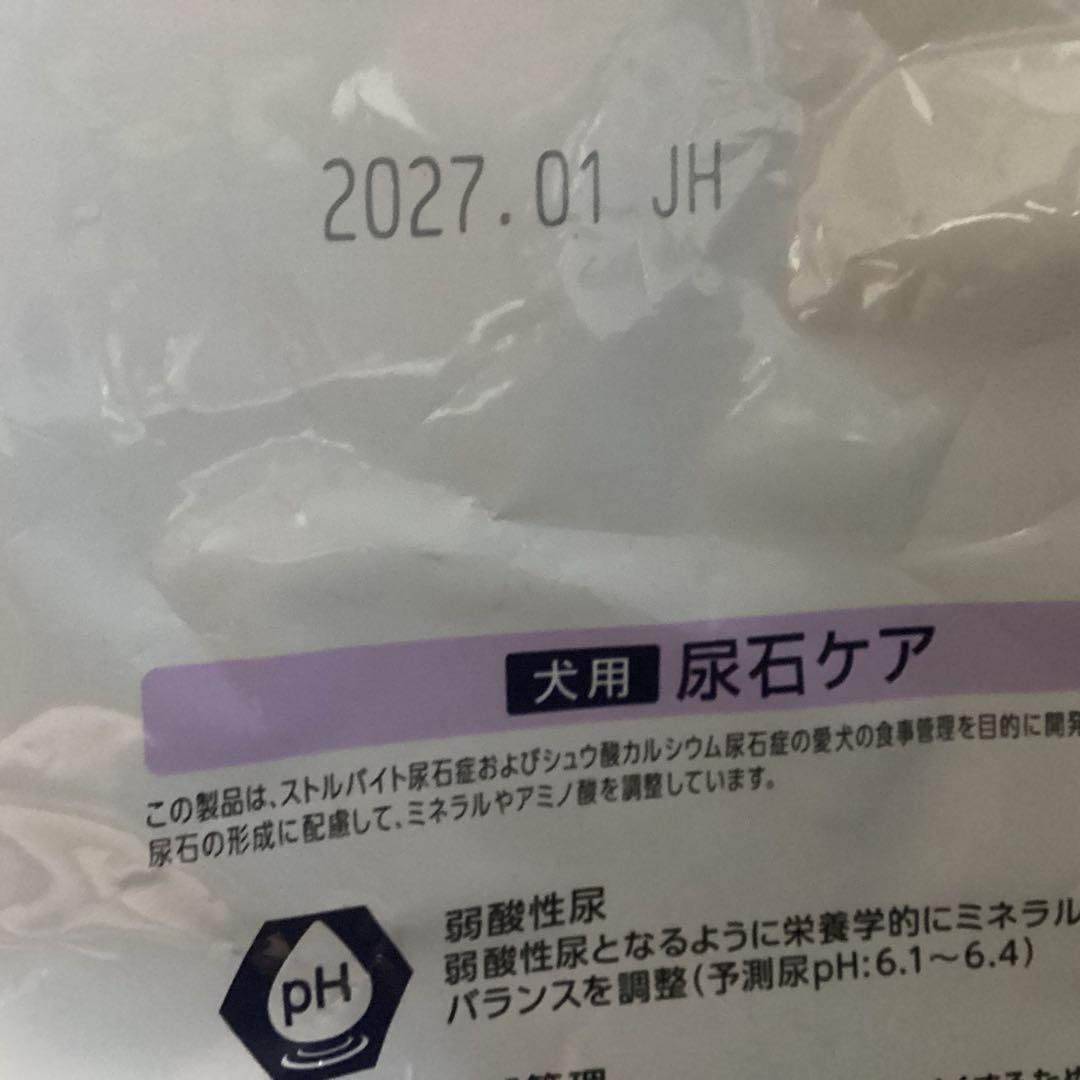 2027.01 JH
犬用 尿石ケア
この製品は、ストルバイト尿石症およびシュウ酸カルシウム尿石症の愛犬の食事管理を目的に開発
尿石の形成に配慮して、ミネラルやアミノ酸を調整しています。
pH
弱酸性尿
弱酸性尿となるように栄養学的にミネラル
バランスを調整(予測尿pH:6.1～6.4)
管理